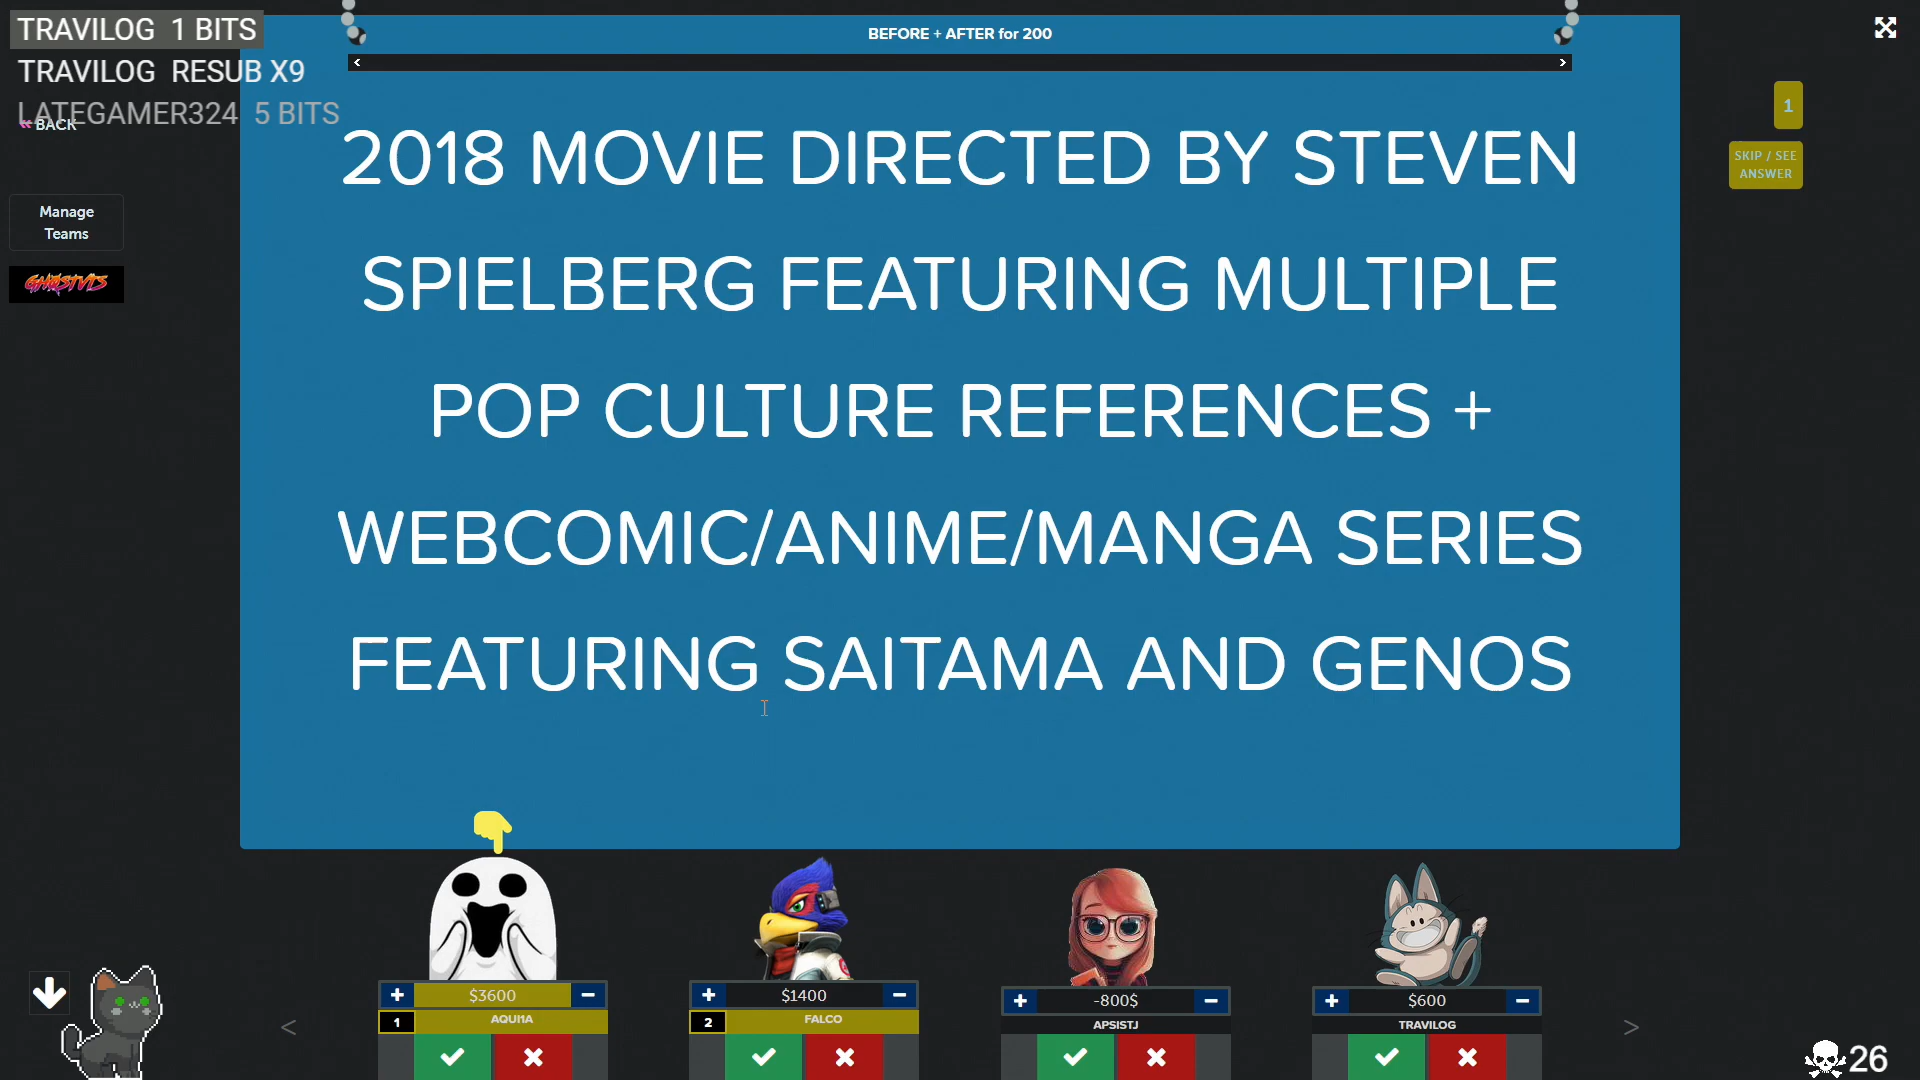 TRAVILOG 1 BITS
TRAVILOG RESUB X9
LATEGAMER324 5 BITS
« BACK
Manage
Teams
GHOSTVTS
BEFORE + AFTER for 200
< >
2018 MOVIE DIRECTED BY STEVEN
SPIELBERG FEATURING MULTIPLE
POP CULTURE REFERENCES +
WEBCOMIC/ANIME/MANGA SERIES
FEATURING SAITAMA AND GENOS
1
SKIP / SEE
ANSWER
+ $3600 −
1 AQUI1A
+ $1400 −
2 FALCO
+ -800$ −
APSISTJ
+ $600 −
TRAVILOG
< >
26